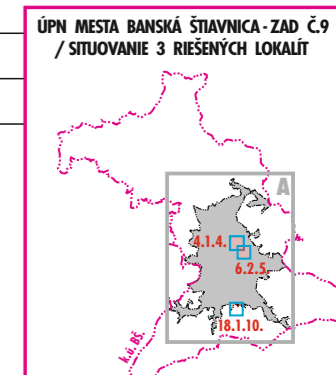 ÚPN MESTA BANSKÁ ŠTIAVNICA - ZAD Č.9
/ SITUOVANIE 3 RIEŠENÝCH LOKALÍT
A
4.1.4.
6.2.5.
18.1.10.
k.ú. BŠ.